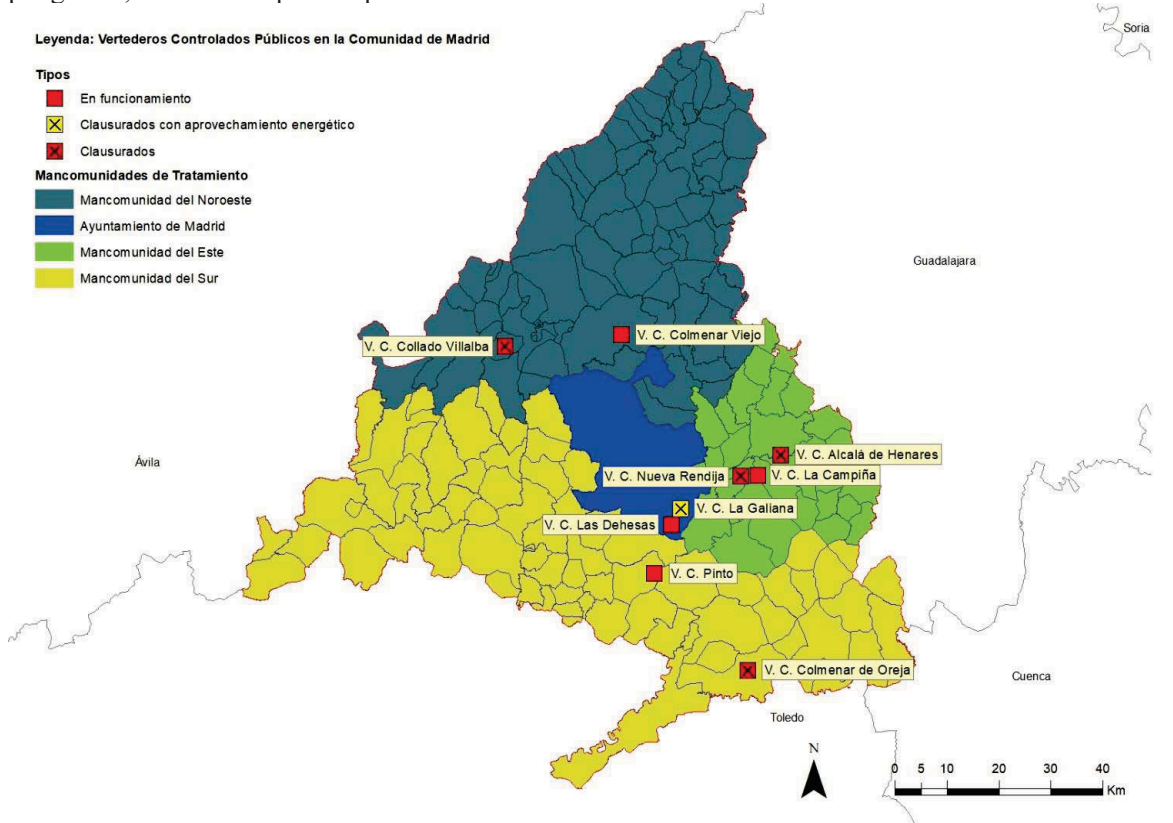 Leyenda: Vertederos Controlados Públicos en la Comunidad de Madrid
Soria
Tipos
En funcionamiento
Clausurados con aprovechamiento energético
Clausurados
Mancomunidades de Tratamiento
Mancomunidad del Noroeste
Ayuntamiento de Madrid
Mancomunidad del Este
Mancomunidad del Sur
Guadalajara
V. C. Colmenar Viejo
V. C. Collado Villalba
Ávila
V. C. Alcalá de Henares
V. C. Nueva Rendija
V. C. La Campiña
V. C. La Galiana
V. C. Las Dehesas
V. C. Pinto
V. C. Colmenar de Oreja
Cuenca
Toledo
N
0 5 10 20 30 40
Km